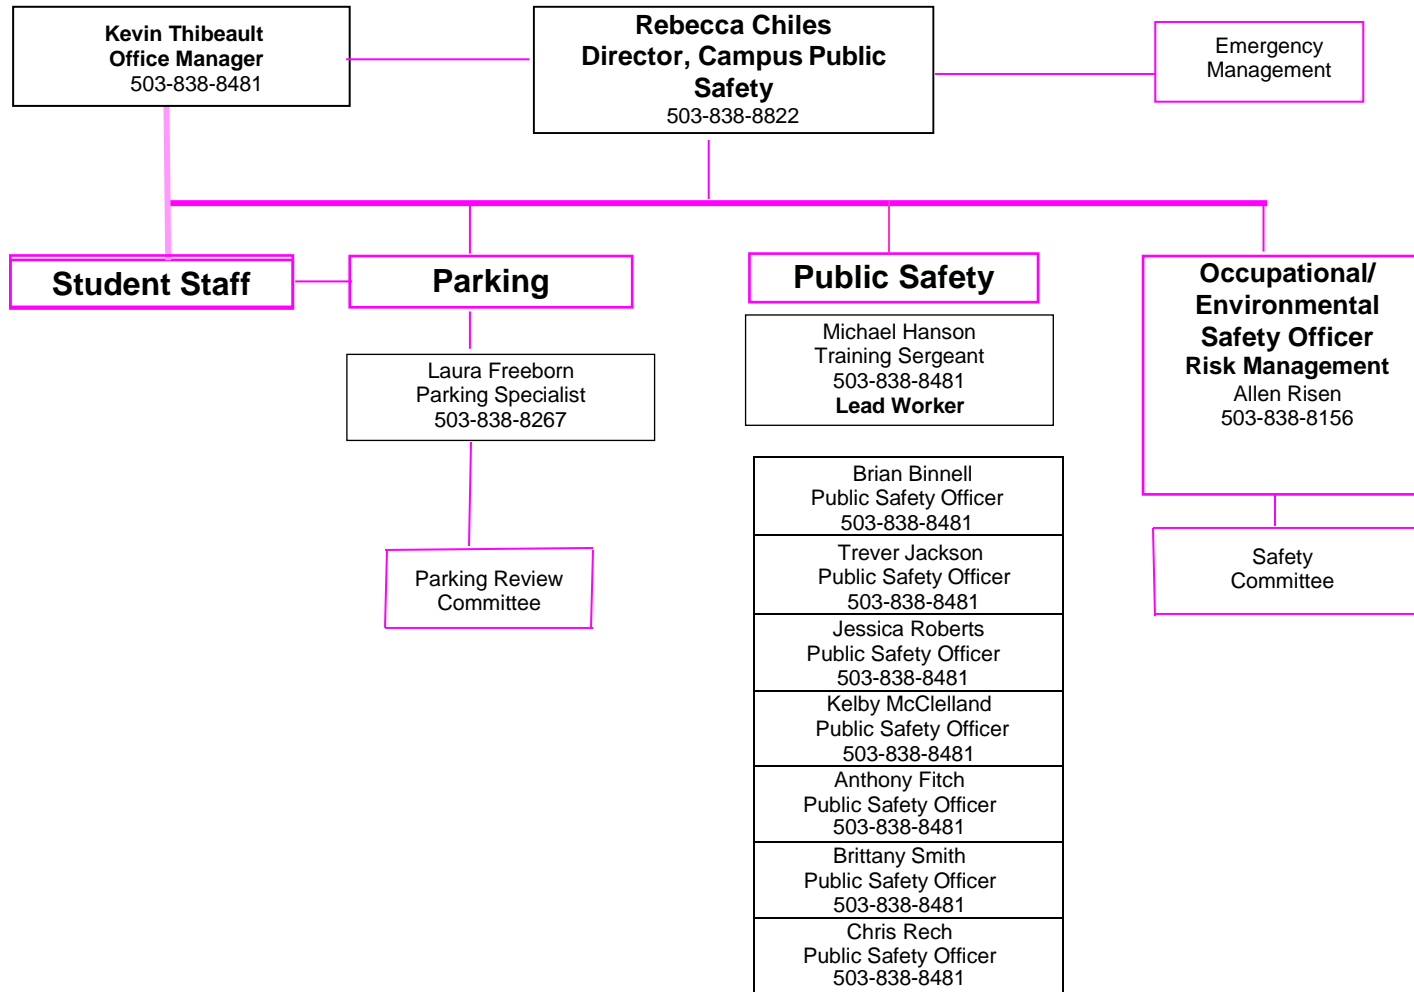 Kevin Thibeault
Office Manager
503-838-8481
Rebecca Chiles
Director, Campus Public
Safety
503-838-8822
Emergency
Management
Student Staff
Parking
Public Safety
Occupational/
Environmental
Safety Officer
Risk Management
Allen Risen
503-838-8156
Laura Freeborn
Parking Specialist
503-838-8267
Michael Hanson
Training Sergeant
503-838-8481
Lead Worker
Parking Review
Committee
Safety
Committee
Brian Binnell
Public Safety Officer
503-838-8481
Trever Jackson
Public Safety Officer
503-838-8481
Jessica Roberts
Public Safety Officer
503-838-8481
Kelby McClelland
Public Safety Officer
503-838-8481
Anthony Fitch
Public Safety Officer
503-838-8481
Brittany Smith
Public Safety Officer
503-838-8481
Chris Rech
Public Safety Officer
503-838-8481